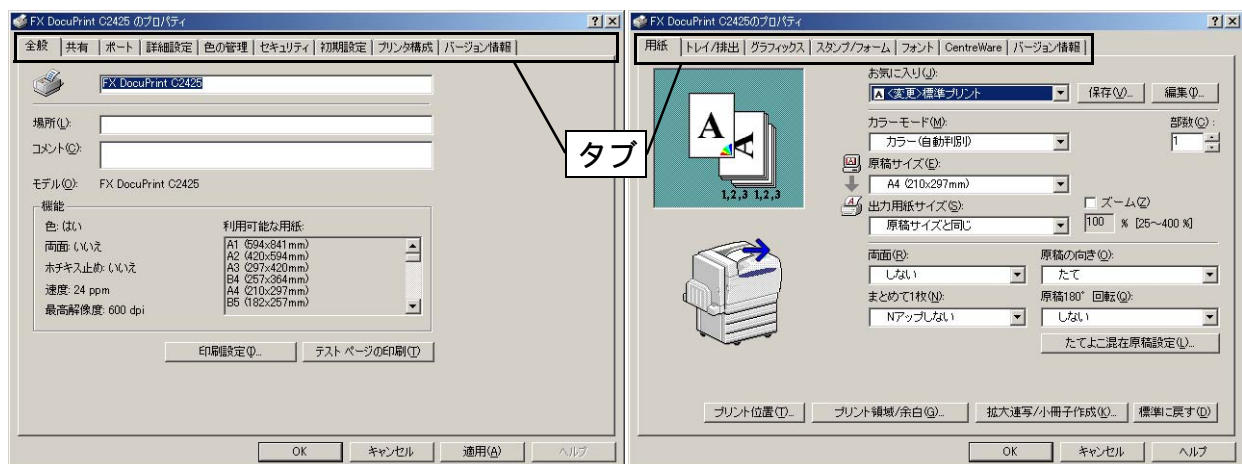 FX DocuPrint C2425 のプロパティ
全般 共有 ポート 詳細設定 色の管理 セキュリティ 初期設定 プリンタ構成 バージョン情報
FX DocuPrint C2425
場所(L):
コメント(C):
モデル(O): FX DocuPrint C2425
機能
色: はい
両面: いいえ
ホチキス止め: いいえ
速度: 24 ppm
最高解像度: 600 dpi
利用可能な用紙:
A1 (594x841mm)
A2 (420x594mm)
A3 (297x420mm)
B4 (257x364mm)
A4 (210x297mm)
B5 (182x257mm)
印刷設定(I)...
テスト ページの印刷(T)
OK キャンセル 適用(A) ヘルプ
タブ
FX DocuPrint C2425のプロパティ
用紙 トレイ/排出 グラフィックス スタンプ/フォーム フォント CentreWare バージョン情報
A A
1,2,3 1,2,3
お気に入り(J):
A <変更>標準プリント
保存(V)... 編集(I)...
カラーモード(M): 部数(C) :
カラー(自動判別) 1
原稿サイズ(E):
A4 (210x297mm)
出力用紙サイズ(S): ズーム(Z)
原稿サイズと同じ 100 % [25～400 %]
両面(R): 原稿の向き(O):
しない たて
まとめて1枚(N): 原稿180° 回転(Q):
Nアップしない しない
たてよこ混在原稿設定(L)...
プリント位置(T)... プリント領域/余白(G)... 拡大連写/小冊子作成(K)... 標準に戻す(D)
OK キャンセル ヘルプ